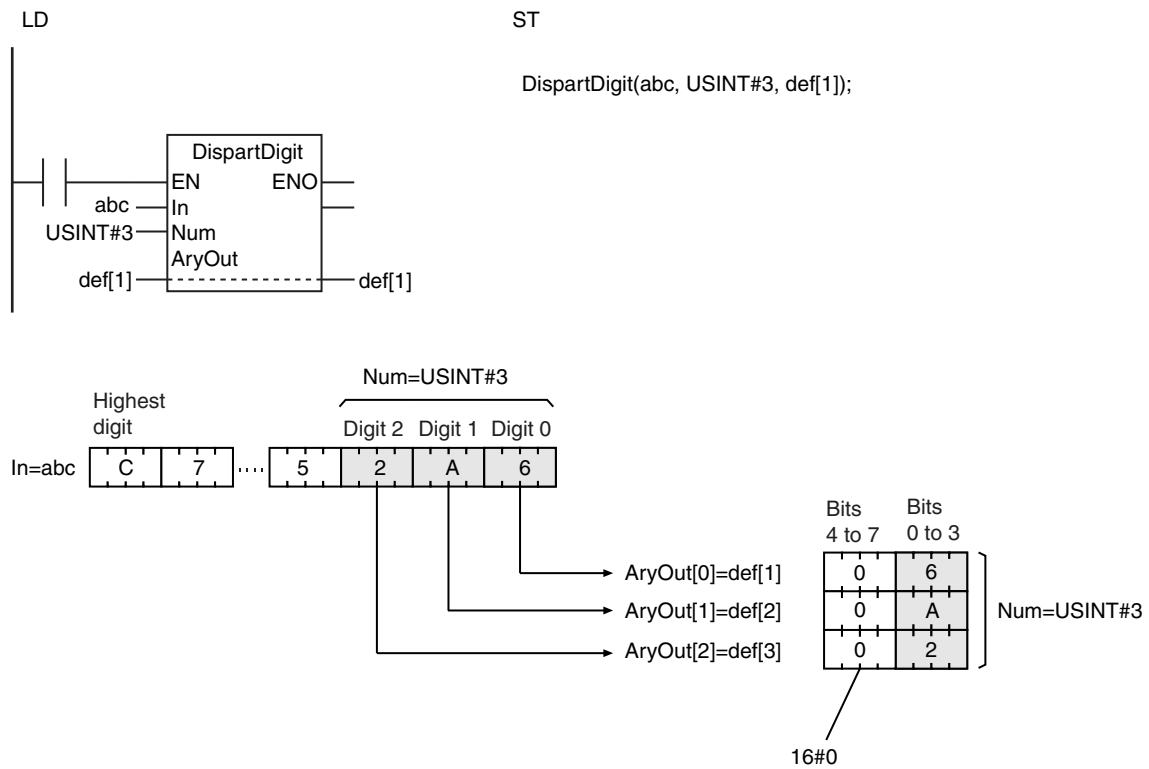 LD
ST
DispartDigit(abc, USINT#3, def[1]);
DispartDigit
EN ENO
abc In
USINT#3 Num
AryOut
def[1] def[1]
Num=USINT#3
Highest
digit
Digit 2 Digit 1 Digit 0
In=abc C 7 5 2 A 6
Bits
4 to 7
Bits
0 to 3
AryOut[0]=def[1] 0 6
AryOut[1]=def[2] 0 A Num=USINT#3
AryOut[2]=def[3] 0 2
16#0